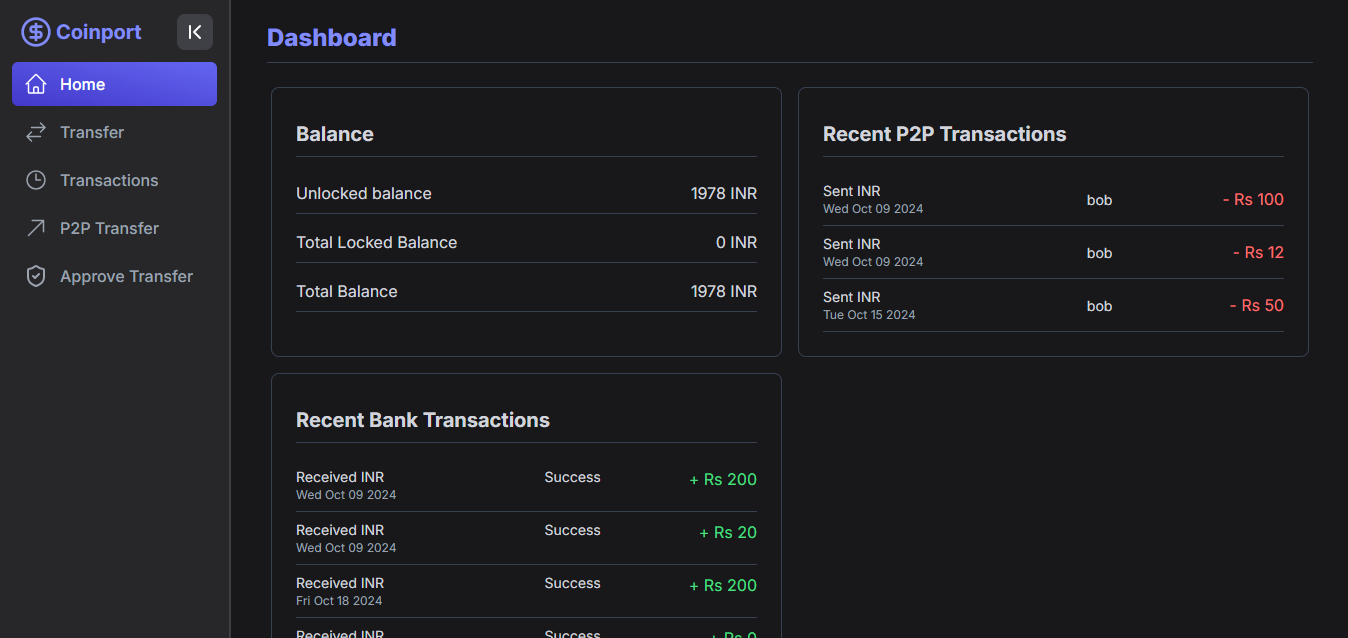 Coinport
Home
Transfer
Transactions
P2P Transfer
Approve Transfer
Dashboard
Balance
Unlocked balance 1978 INR
Total Locked Balance 0 INR
Total Balance 1978 INR
Recent P2P Transactions
Sent INR bob - Rs 100
Wed Oct 09 2024
Sent INR bob - Rs 12
Wed Oct 09 2024
Sent INR bob - Rs 50
Tue Oct 15 2024
Recent Bank Transactions
Received INR Success + Rs 200
Wed Oct 09 2024
Received INR Success + Rs 20
Wed Oct 09 2024
Received INR Success + Rs 200
Fri Oct 18 2024
Received INR Success + Rs 0